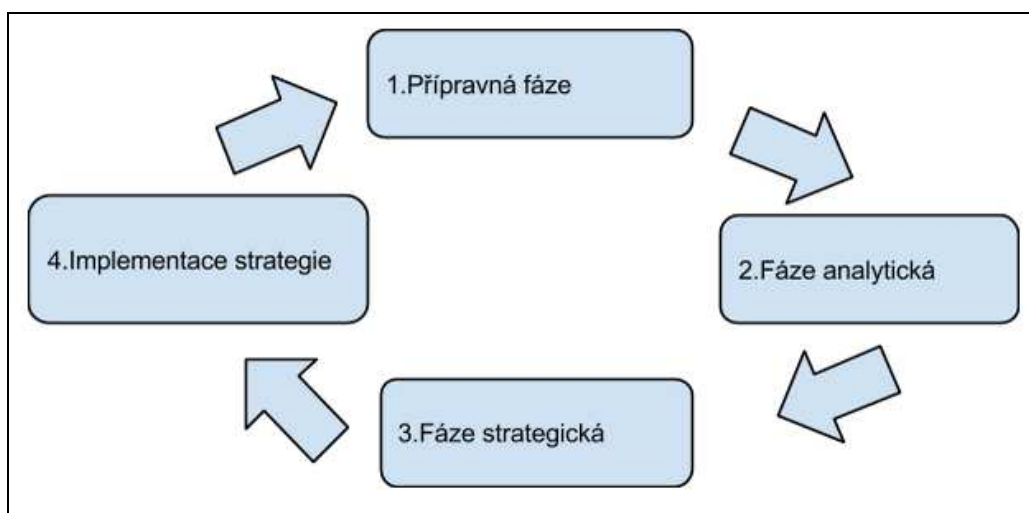 1.Přípravná fáze
2.Fáze analytická
3.Fáze strategická
4.Implementace strategie